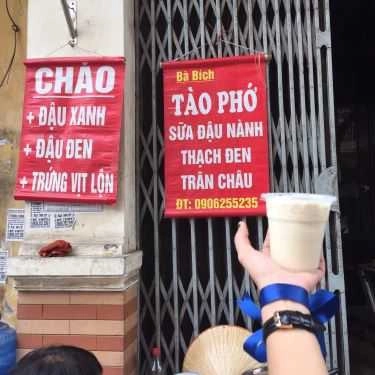 CHÁO
+ ĐẬU XANH
+ ĐẬU ĐEN
+ TRỨNG VỊT LỘN
Bà Bích
TÀO PHỚ
SỮA ĐẬU NÀNH
THẠCH ĐEN
TRÂN CHÂU
ĐT: 0906255235